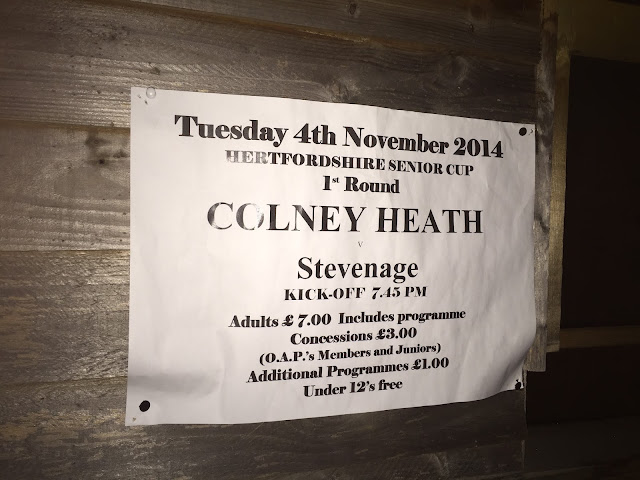 Tuesday 4th November 2014
HERTFORDSHIRE SENIOR CUP
1st Round
COLNEY HEATH
v
Stevenage
KICK-OFF 7.45 PM
Adults £ 7.00 Includes programme
Concessions £3.00
(O.A.P.'s Members and Juniors)
Additional Programmes £1.00
Under 12's free